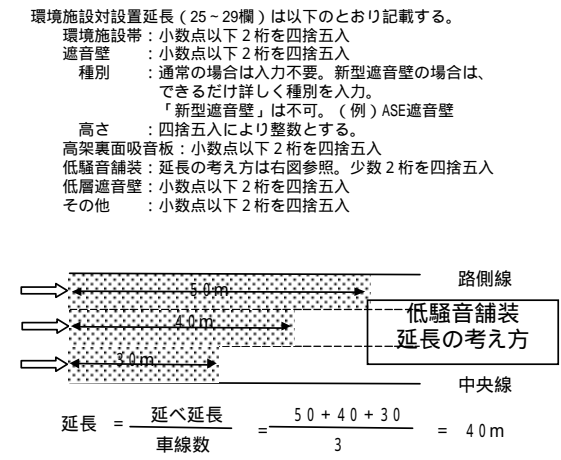 環境施設対設置延長(25~29欄)は以下のとおり記載する。
環境施設帯:小数点以下2桁を四捨五入
遮音壁 :小数点以下2桁を四捨五入
種別 :通常の場合は入力不要。新型遮音壁の場合は、
できるだけ詳しく種別を入力。
「新型遮音壁」は不可。(例)ASE遮音壁
高さ :四捨五入により整数とする。
高架裏面吸音板:小数点以下2桁を四捨五入
低騒音舗装:延長の考え方は右図参照。少数2桁を四捨五入
低層遮音壁:小数点以下2桁を四捨五入
その他 :小数点以下2桁を四捨五入
路側線
50m
40m
30m
低騒音舗装
延長の考え方
中央線
延長 = 延べ延長 = 50+40+30 = 40m
車線数 3